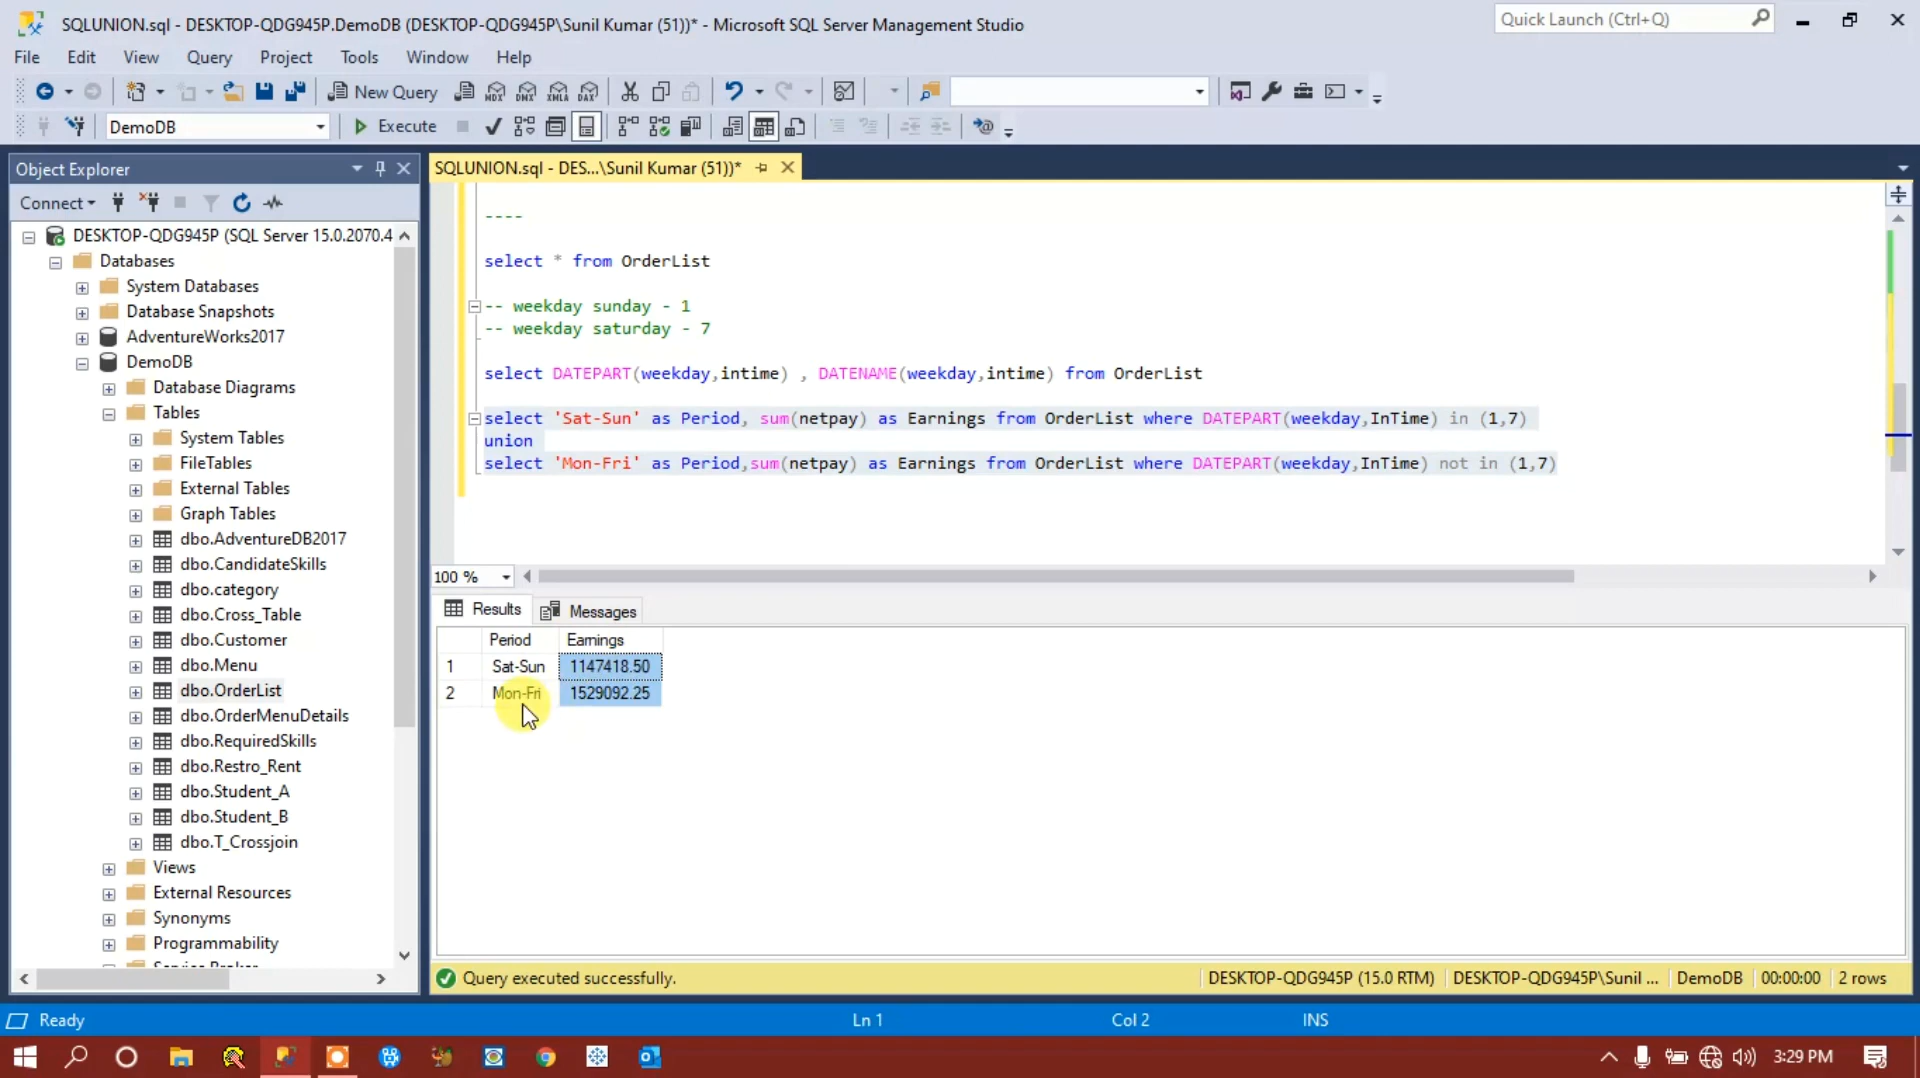 SQLUNION.sql - DESKTOP-QDG945P.DemoDB (DESKTOP-QDG945P\Sunil Kumar (51))* - Microsoft SQL Server Management Studio
Quick Launch (Ctrl+Q)
File Edit View Query Project Tools Window Help
New Query
MDX DMX XMLA DAX
DemoDB
Execute
Object Explorer
SQLUNION.sql - DES...\Sunil Kumar (51))*
Connect
DESKTOP-QDG945P (SQL Server 15.0.2070.4
Databases
System Databases
Database Snapshots
AdventureWorks2017
DemoDB
Database Diagrams
Tables
System Tables
FileTables
External Tables
Graph Tables
dbo.AdventureDB2017
dbo.CandidateSkills
dbo.category
dbo.Cross_Table
dbo.Customer
dbo.Menu
dbo.OrderList
dbo.OrderMenuDetails
dbo.RequiredSkills
dbo.Restro_Rent
dbo.Student_A
dbo.Student_B
dbo.T_Crossjoin
Views
External Resources
Synonyms
Programmability
----
select * from OrderList
-- weekday sunday - 1
-- weekday saturday - 7
select DATEPART(weekday,intime) , DATENAME(weekday,intime) from OrderList
select 'Sat-Sun' as Period, sum(netpay) as Earnings from OrderList where DATEPART(weekday,InTime) in (1,7)
union
select 'Mon-Fri' as Period,sum(netpay) as Earnings from OrderList where DATEPART(weekday,InTime) not in (1,7)
100 %
Results Messages
Period Earnings
1 Sat-Sun 1147418.50
2 Mon-Fri 1529092.25
Query executed successfully.
DESKTOP-QDG945P (15.0 RTM) DESKTOP-QDG945P\Sunil ... DemoDB 00:00:00 2 rows
Ready
Ln 1
Col 2
INS
3:29 PM